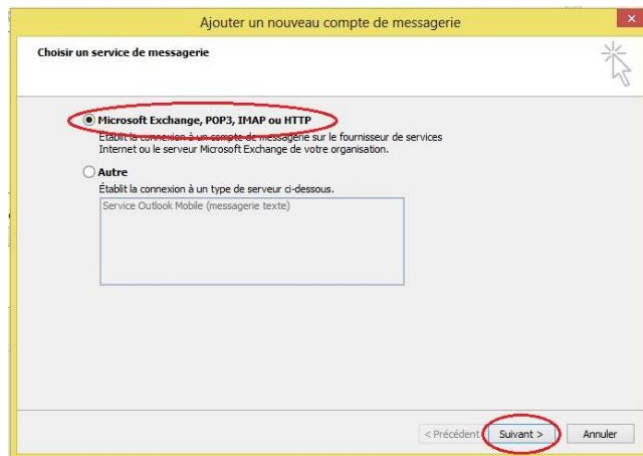 Ajouter un nouveau compte de messagerie
Choisir un service de messagerie
Microsoft Exchange, POP3, IMAP ou HTTP
Établit la connexion à un compte de messagerie sur le fournisseur de services
Internet ou le serveur Microsoft Exchange de votre organisation.
Autre
Établit la connexion à un type de serveur ci-dessous.
Service Outlook Mobile (messagerie texte)
< Précédent Suivant > Annuler